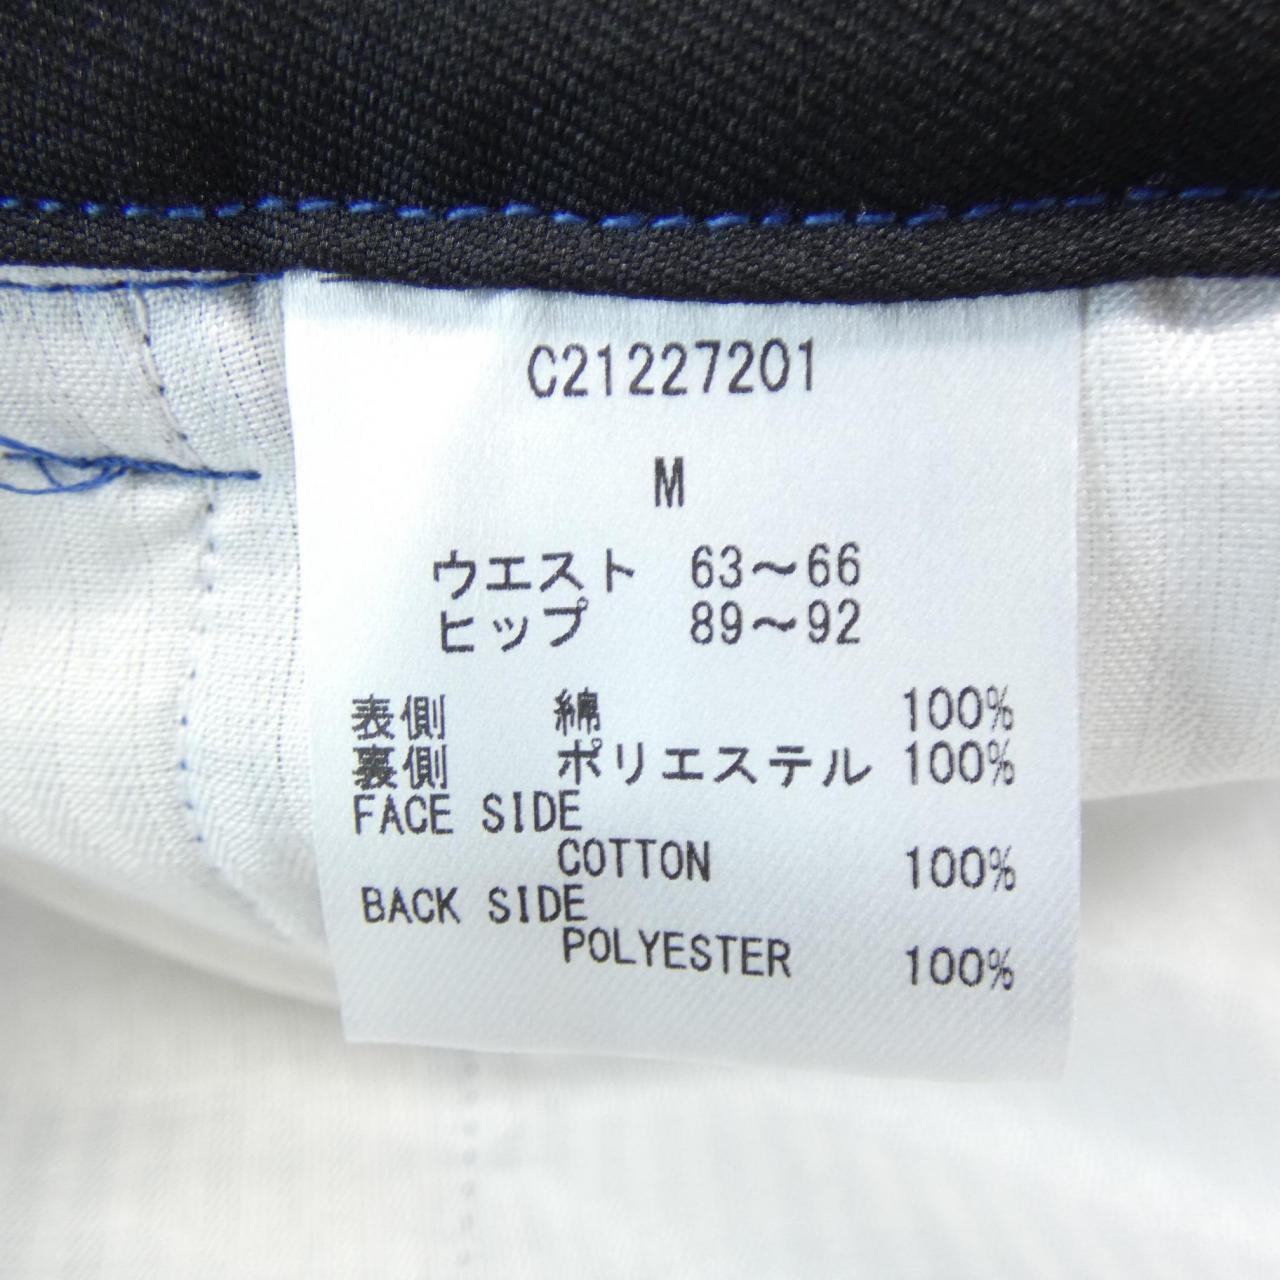 C21227201
M
ウエスト 63～66
ヒップ 89～92
表側 綿 100%
裏側 ポリエステル 100%
FACE SIDE
COTTON 100%
BACK SIDE
POLYESTER 100%